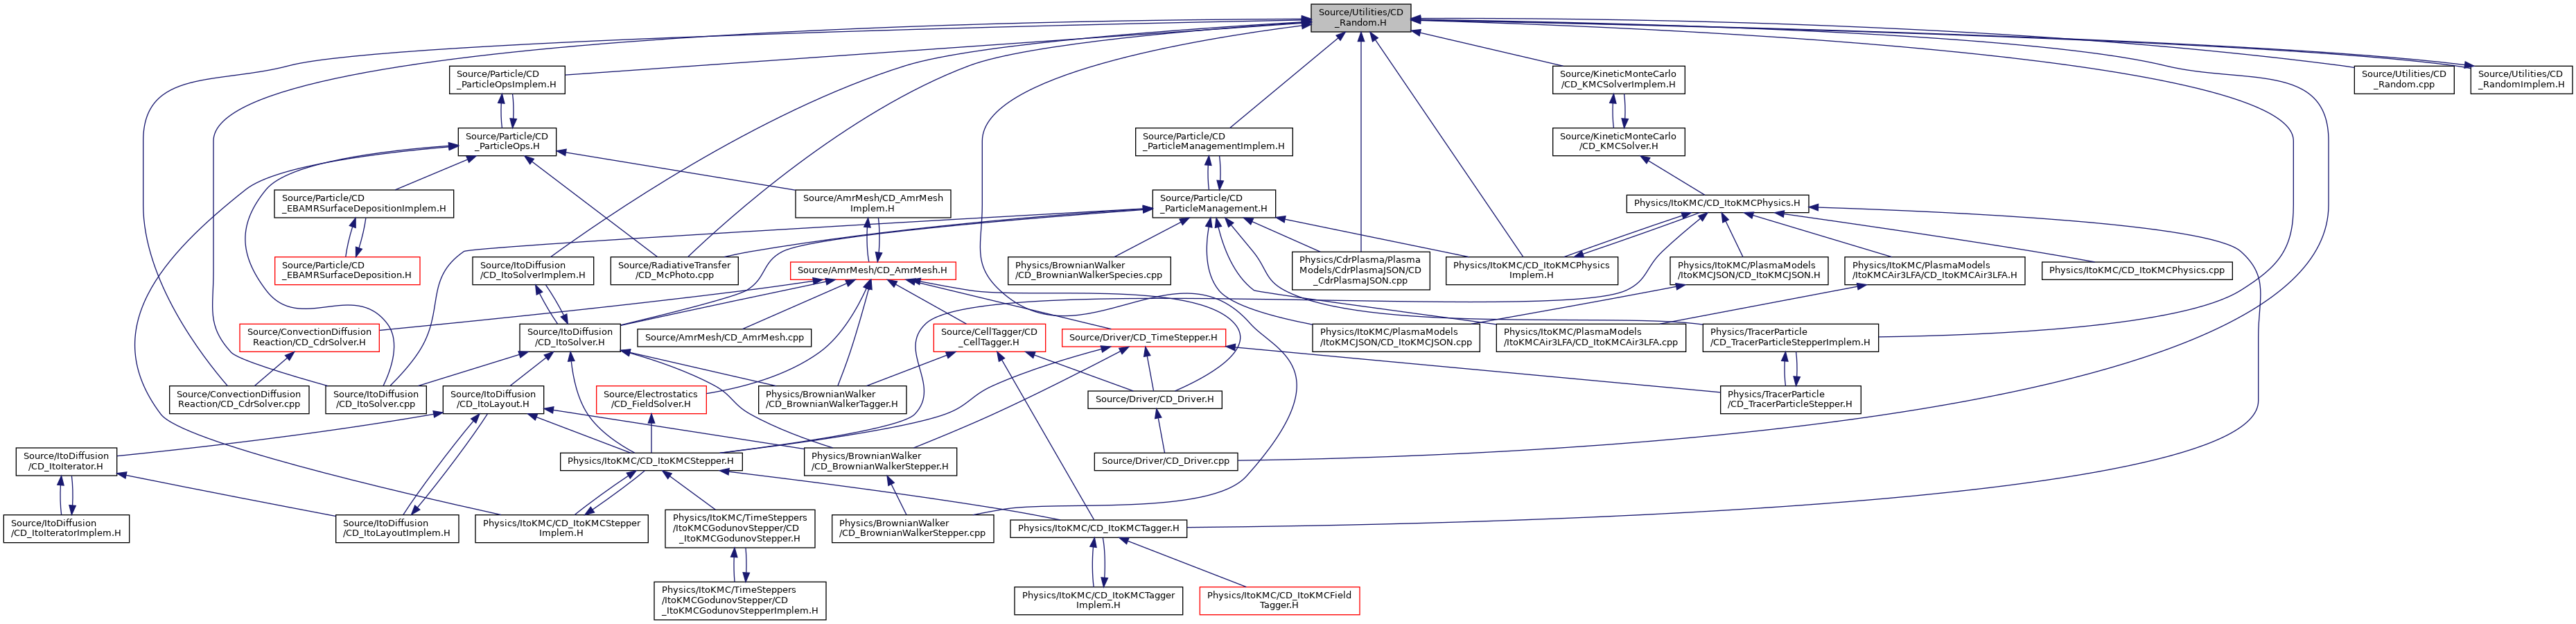 Source/Utilities/CD
_Random.H
Source/Particle/CD
_ParticleOpsImplem.H
Source/KineticMonteCarlo
/CD_KMCSolverImplem.H
Source/Utilities/CD
_Random.cpp
Source/Utilities/CD
_RandomImplem.H
Source/Particle/CD
_ParticleOps.H
Source/Particle/CD
_ParticleManagementImplem.H
Source/KineticMonteCarlo
/CD_KMCSolver.H
Source/Particle/CD
_EBAMRSurfaceDepositionImplem.H
Source/AmrMesh/CD_AmrMesh
Implem.H
Source/Particle/CD
_ParticleManagement.H
Physics/ItoKMC/CD_ItoKMCPhysics.H
Source/Particle/CD
_EBAMRSurfaceDeposition.H
Source/ItoDiffusion
/CD_ItoSolverImplem.H
Source/RadiativeTransfer
/CD_McPhoto.cpp
Source/AmrMesh/CD_AmrMesh.H
Physics/BrownianWalker
/CD_BrownianWalkerSpecies.cpp
Physics/CdrPlasma/Plasma
Models/CdrPlasmaJSON/CD
_CdrPlasmaJSON.cpp
Physics/ItoKMC/CD_ItoKMCPhysics
Implem.H
Physics/ItoKMC/PlasmaModels
/ItoKMCJSON/CD_ItoKMCJSON.H
Physics/ItoKMC/PlasmaModels
/ItoKMCAir3LFA/CD_ItoKMCAir3LFA.H
Physics/ItoKMC/CD_ItoKMCPhysics.cpp
Source/ConvectionDiffusion
Reaction/CD_CdrSolver.H
Source/ItoDiffusion
/CD_ItoSolver.H
Source/AmrMesh/CD_AmrMesh.cpp
Source/CellTagger/CD
_CellTagger.H
Source/Driver/CD_TimeStepper.H
Physics/ItoKMC/PlasmaModels
/ItoKMCJSON/CD_ItoKMCJSON.cpp
Physics/ItoKMC/PlasmaModels
/ItoKMCAir3LFA/CD_ItoKMCAir3LFA.cpp
Physics/TracerParticle
/CD_TracerParticleStepperImplem.H
Source/ConvectionDiffusion
Reaction/CD_CdrSolver.cpp
Source/ItoDiffusion
/CD_ItoSolver.cpp
Source/ItoDiffusion
/CD_ItoLayout.H
Source/Electrostatics
/CD_FieldSolver.H
Physics/BrownianWalker
/CD_BrownianWalkerTagger.H
Source/Driver/CD_Driver.H
Physics/TracerParticle
/CD_TracerParticleStepper.H
Source/ItoDiffusion
/CD_ItoIterator.H
Physics/ItoKMC/CD_ItoKMCStepper.H
Physics/BrownianWalker
/CD_BrownianWalkerStepper.H
Source/Driver/CD_Driver.cpp
Source/ItoDiffusion
/CD_ItoIteratorImplem.H
Source/ItoDiffusion
/CD_ItoLayoutImplem.H
Physics/ItoKMC/CD_ItoKMCStepper
Implem.H
Physics/ItoKMC/TimeSteppers
/ItoKMCGodunovStepper/CD
_ItoKMCGodunovStepper.H
Physics/BrownianWalker
/CD_BrownianWalkerStepper.cpp
Physics/ItoKMC/CD_ItoKMCTagger.H
Physics/ItoKMC/TimeSteppers
/ItoKMCGodunovStepper/CD
_ItoKMCGodunovStepperImplem.H
Physics/ItoKMC/CD_ItoKMCTagger
Implem.H
Physics/ItoKMC/CD_ItoKMCField
Tagger.H